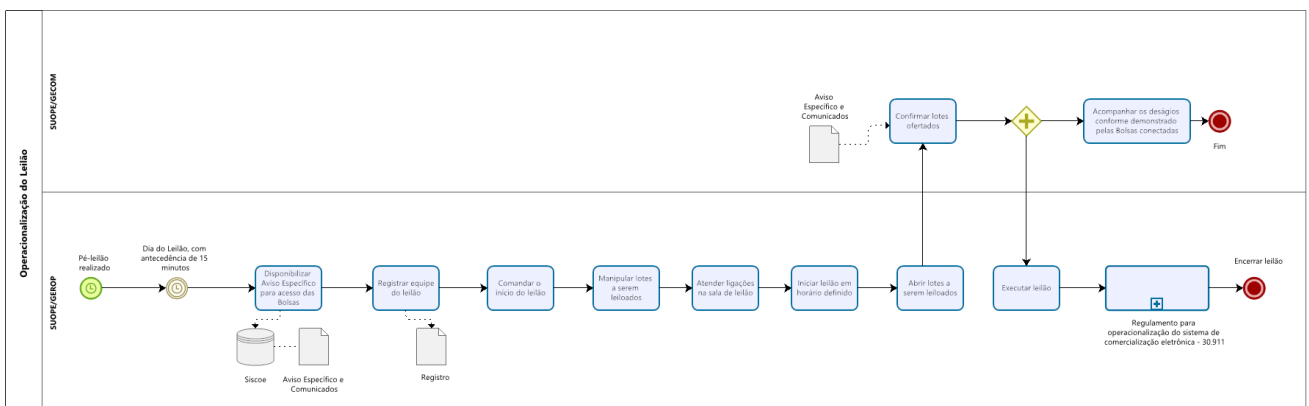 Operacionalização do Leilão
SUOPE/GECOM
Aviso
Específico e
Comunicados
Confirmar lotes
ofertados
Acompanhar os deságios
conforme demonstrado
pelas Bolsas conectadas
Fim
SUOPE/GEROP
Pé-leilão
realizado
Dia do Leilão, com
antecedência de 15
minutos
Disponibilizar
Aviso Específico
para acesso das
Bolsas
Registrar equipe
do leilão
Comandar o
início do leilão
Manipular lotes
a serem
leiloados
Atender ligações
na sala de leilão
Iniciar leilão em
horário definido
Abrir lotes a
serem leiloados
Executar leilão
Encerrar leilão
Regulamento para
operacionalização do sistema de
comercialização eletrônica - 30.911
Siscoe
Aviso Específico e
Comunicados
Registro